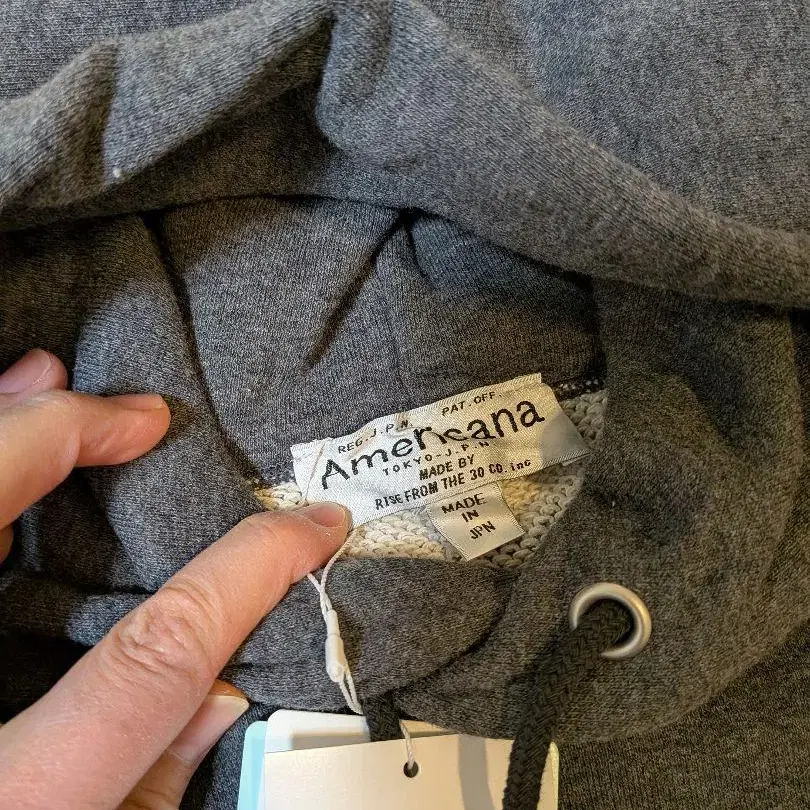 REG.J.P.N. PAT.OFF.
Americana
TOKYO-J.P.N
MADE BY
RISE FROM THE 30 CO. inc
MADE
IN
JPN